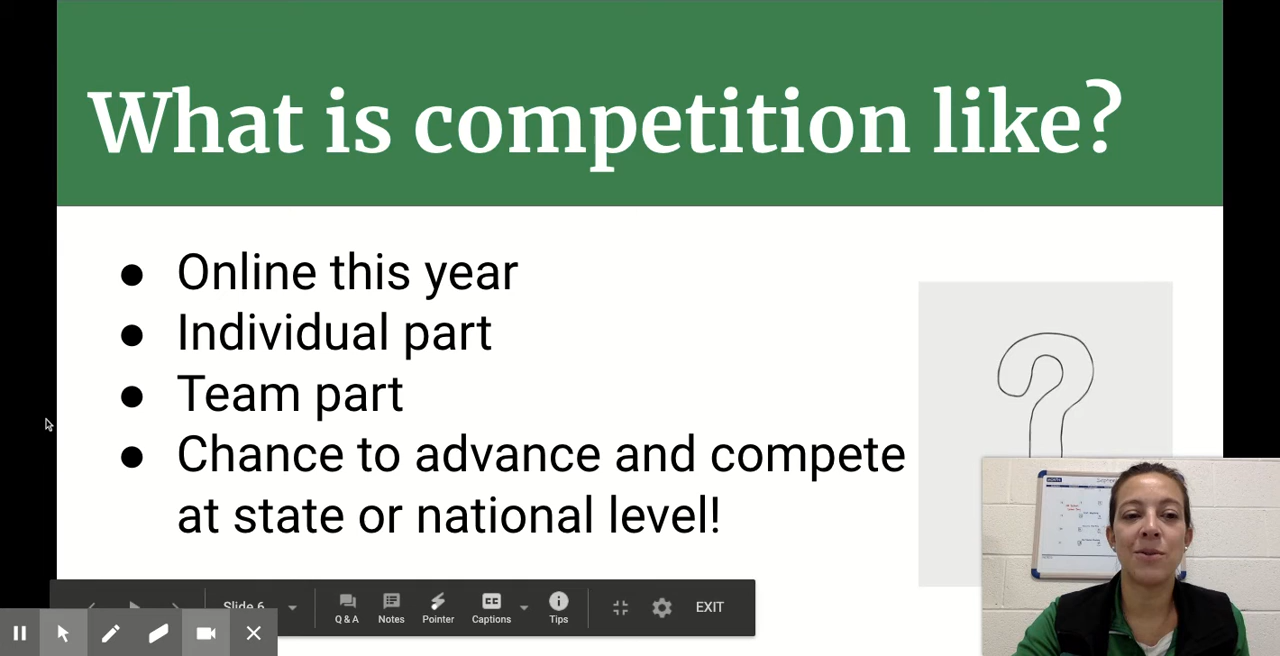 What is competition like?
● Online this year
● Individual part
● Team part
● Chance to advance and compete
at state or national level!
Slide 6
Q & A
Notes
Pointer
Captions
Tips
EXIT